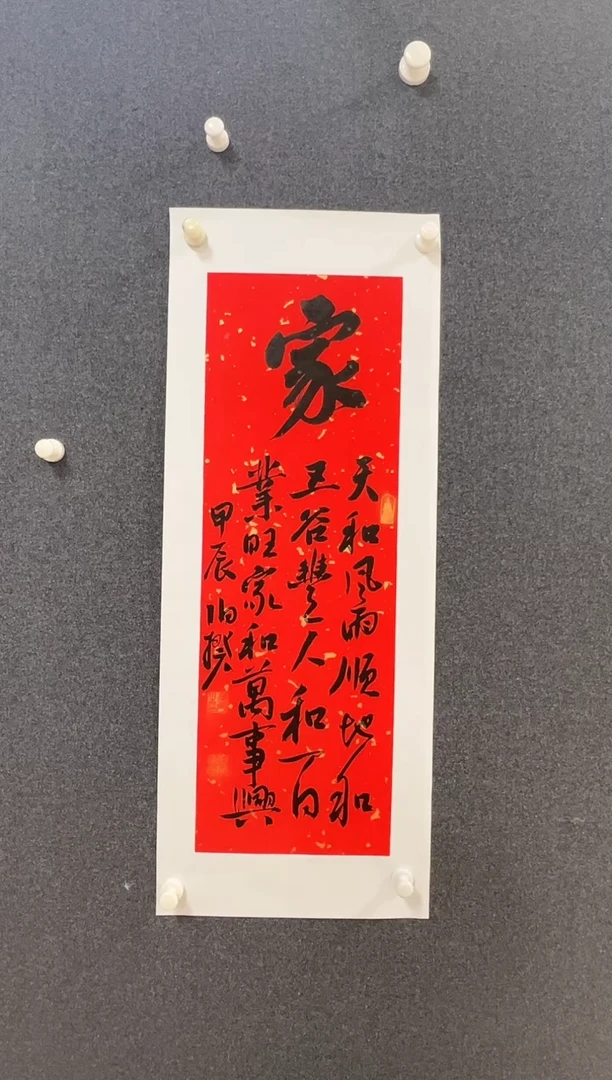 家
天和風雨順地和
五谷豐人和百
業旺家和萬事興
甲辰伯撰